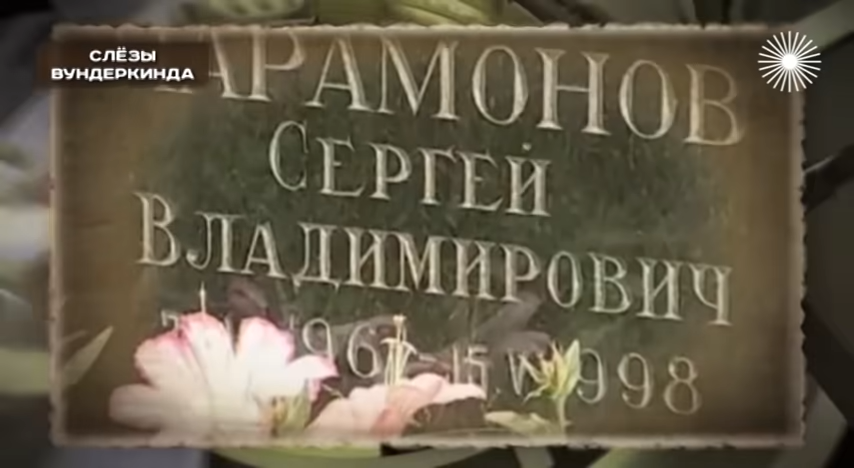 СЛЁЗЫ
ВУНДЕРКИНДА
АРАМОНОВ
СЕРГЕЙ
ВЛАДИМИРОВИЧ